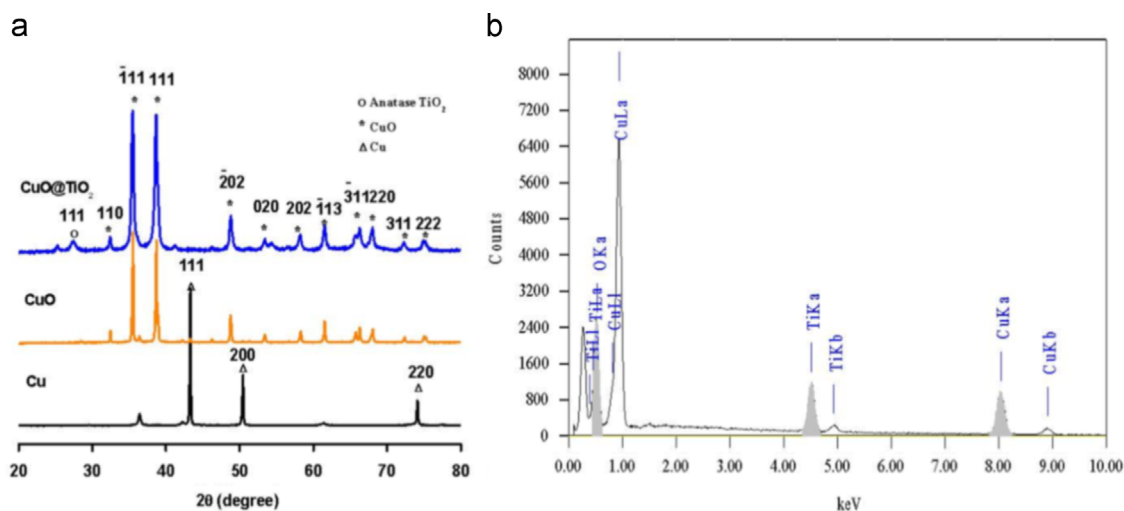 a
b
1̄11 111
o Anatase TiO₂
* CuO
Δ Cu
CuO@TiO₂
111 110 2̄02 020 202 1̄13 3̄11 220 311 222
111
CuO
200
Cu
220
20 30 40 50 60 70 80
2θ (degree)
8000
7200
6400
5600
4800
4000
3200
2400
1600
800
0
Counts
TiLl
TiLa
OKa
CuLl
CuLa
TiKa
TiKb
CuKa
CuKb
0.00 1.00 2.00 3.00 4.00 5.00 6.00 7.00 8.00 9.00 10.00
keV